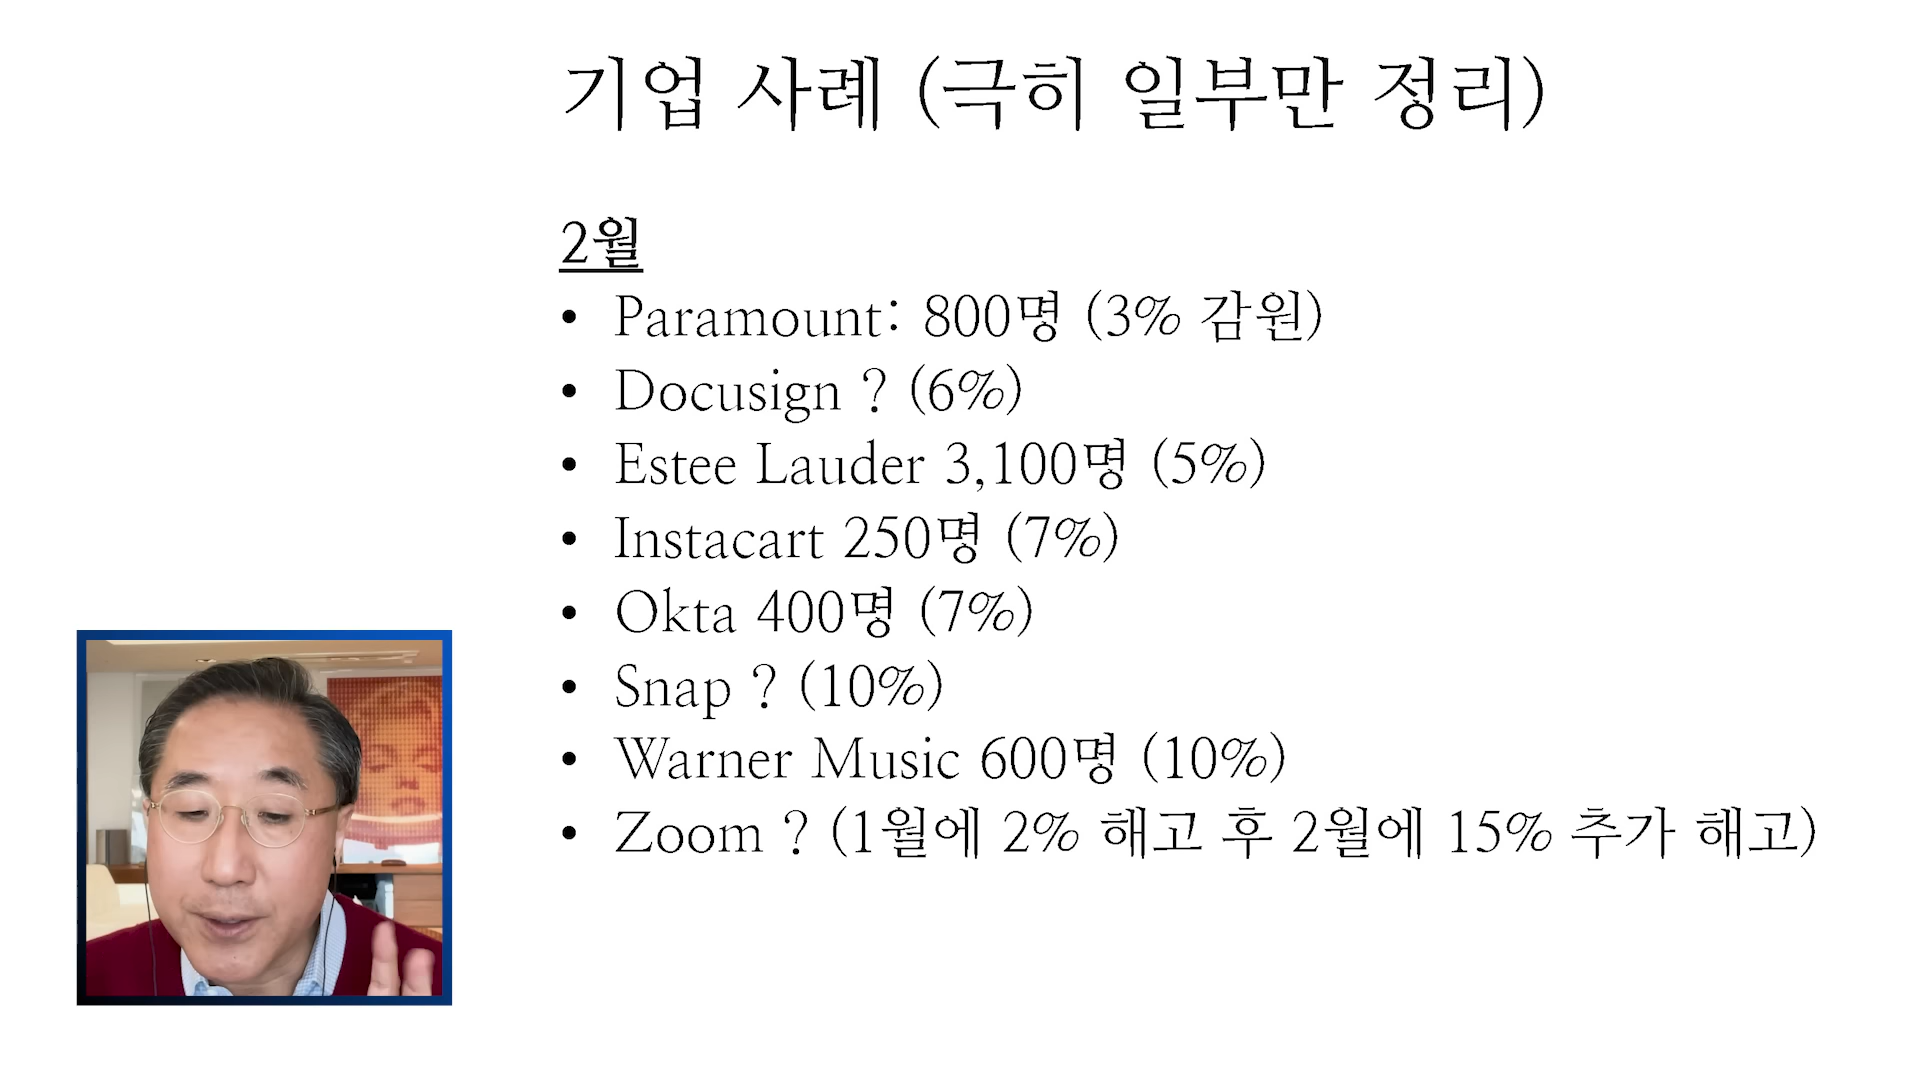 기업 사례 (극히 일부만 정리)
2월
• Paramount: 800명 (3% 감원)
• Docusign ? (6%)
• Estee Lauder 3,100명 (5%)
• Instacart 250명 (7%)
• Okta 400명 (7%)
• Snap ? (10%)
• Warner Music 600명 (10%)
• Zoom ? (1월에 2% 해고 후 2월에 15% 추가 해고)